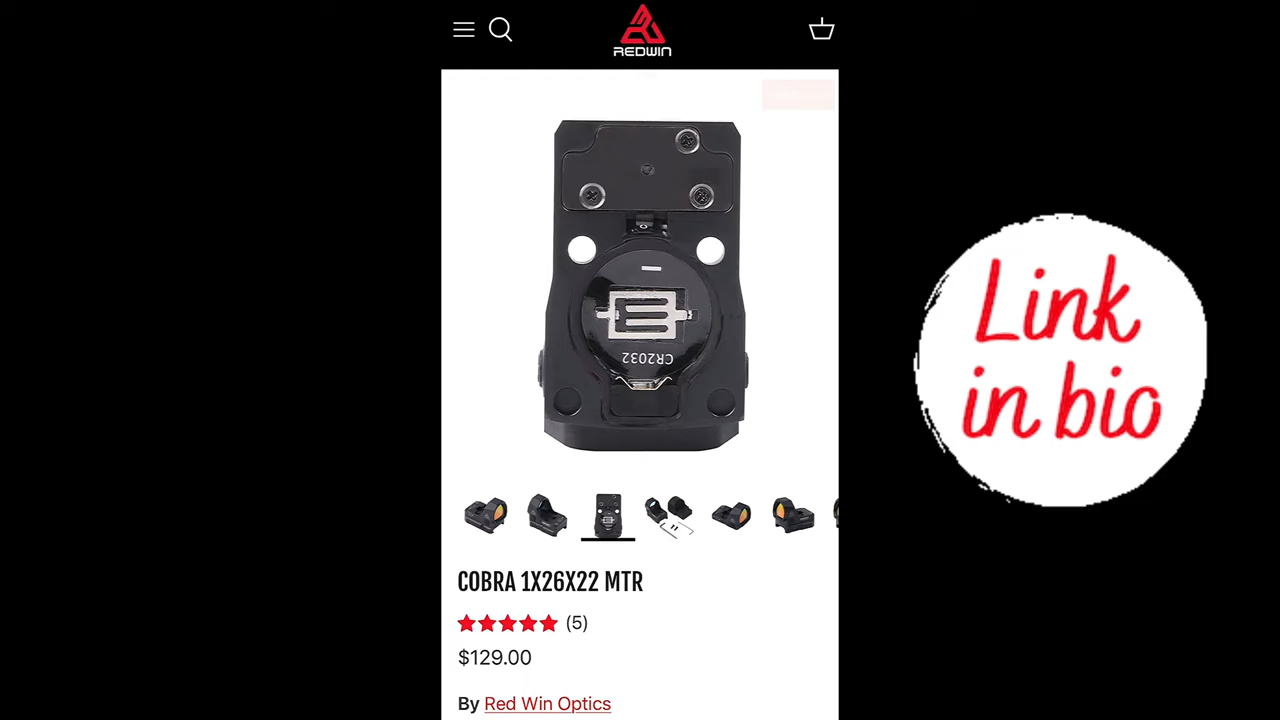 REDWIN
CR2032
COBRA 1X26X22 MTR
(5)
$129.00
By Red Win Optics
Link
in bio